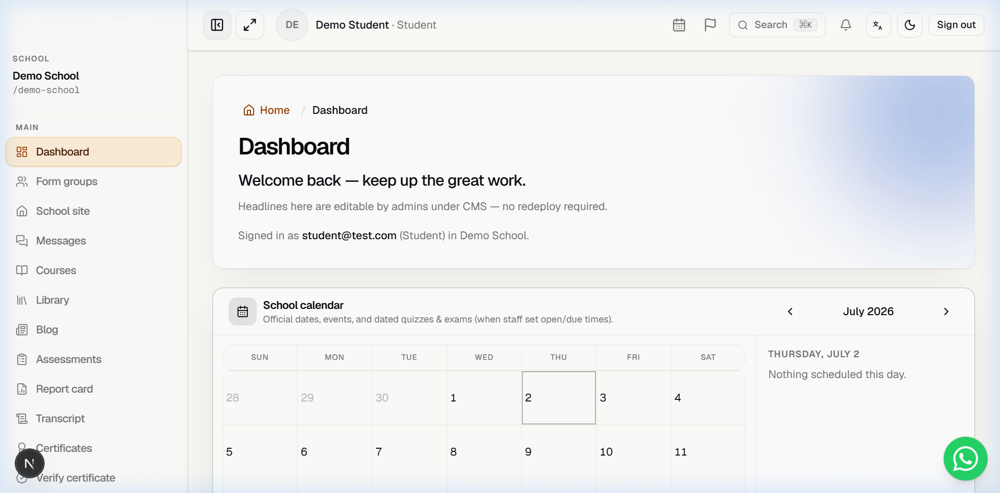 DE
Demo Student · Student
Search ⌘K
Sign out
SCHOOL
Demo School
/demo-school
MAIN
Dashboard
Form groups
School site
Messages
Courses
Library
Blog
Assessments
Report card
Transcript
Certificates
Verify certificate
N
Home / Dashboard
Dashboard
Welcome back — keep up the great work.
Headlines here are editable by admins under CMS — no redeploy required.
Signed in as student@test.com (Student) in Demo School.
School calendar
Official dates, events, and dated quizzes & exams (when staff set open/due times).
July 2026
SUN MON TUE WED THU FRI SAT
28 29 30 1 2 3 4
5 6 7 8 9 10 11
THURSDAY, JULY 2
Nothing scheduled this day.